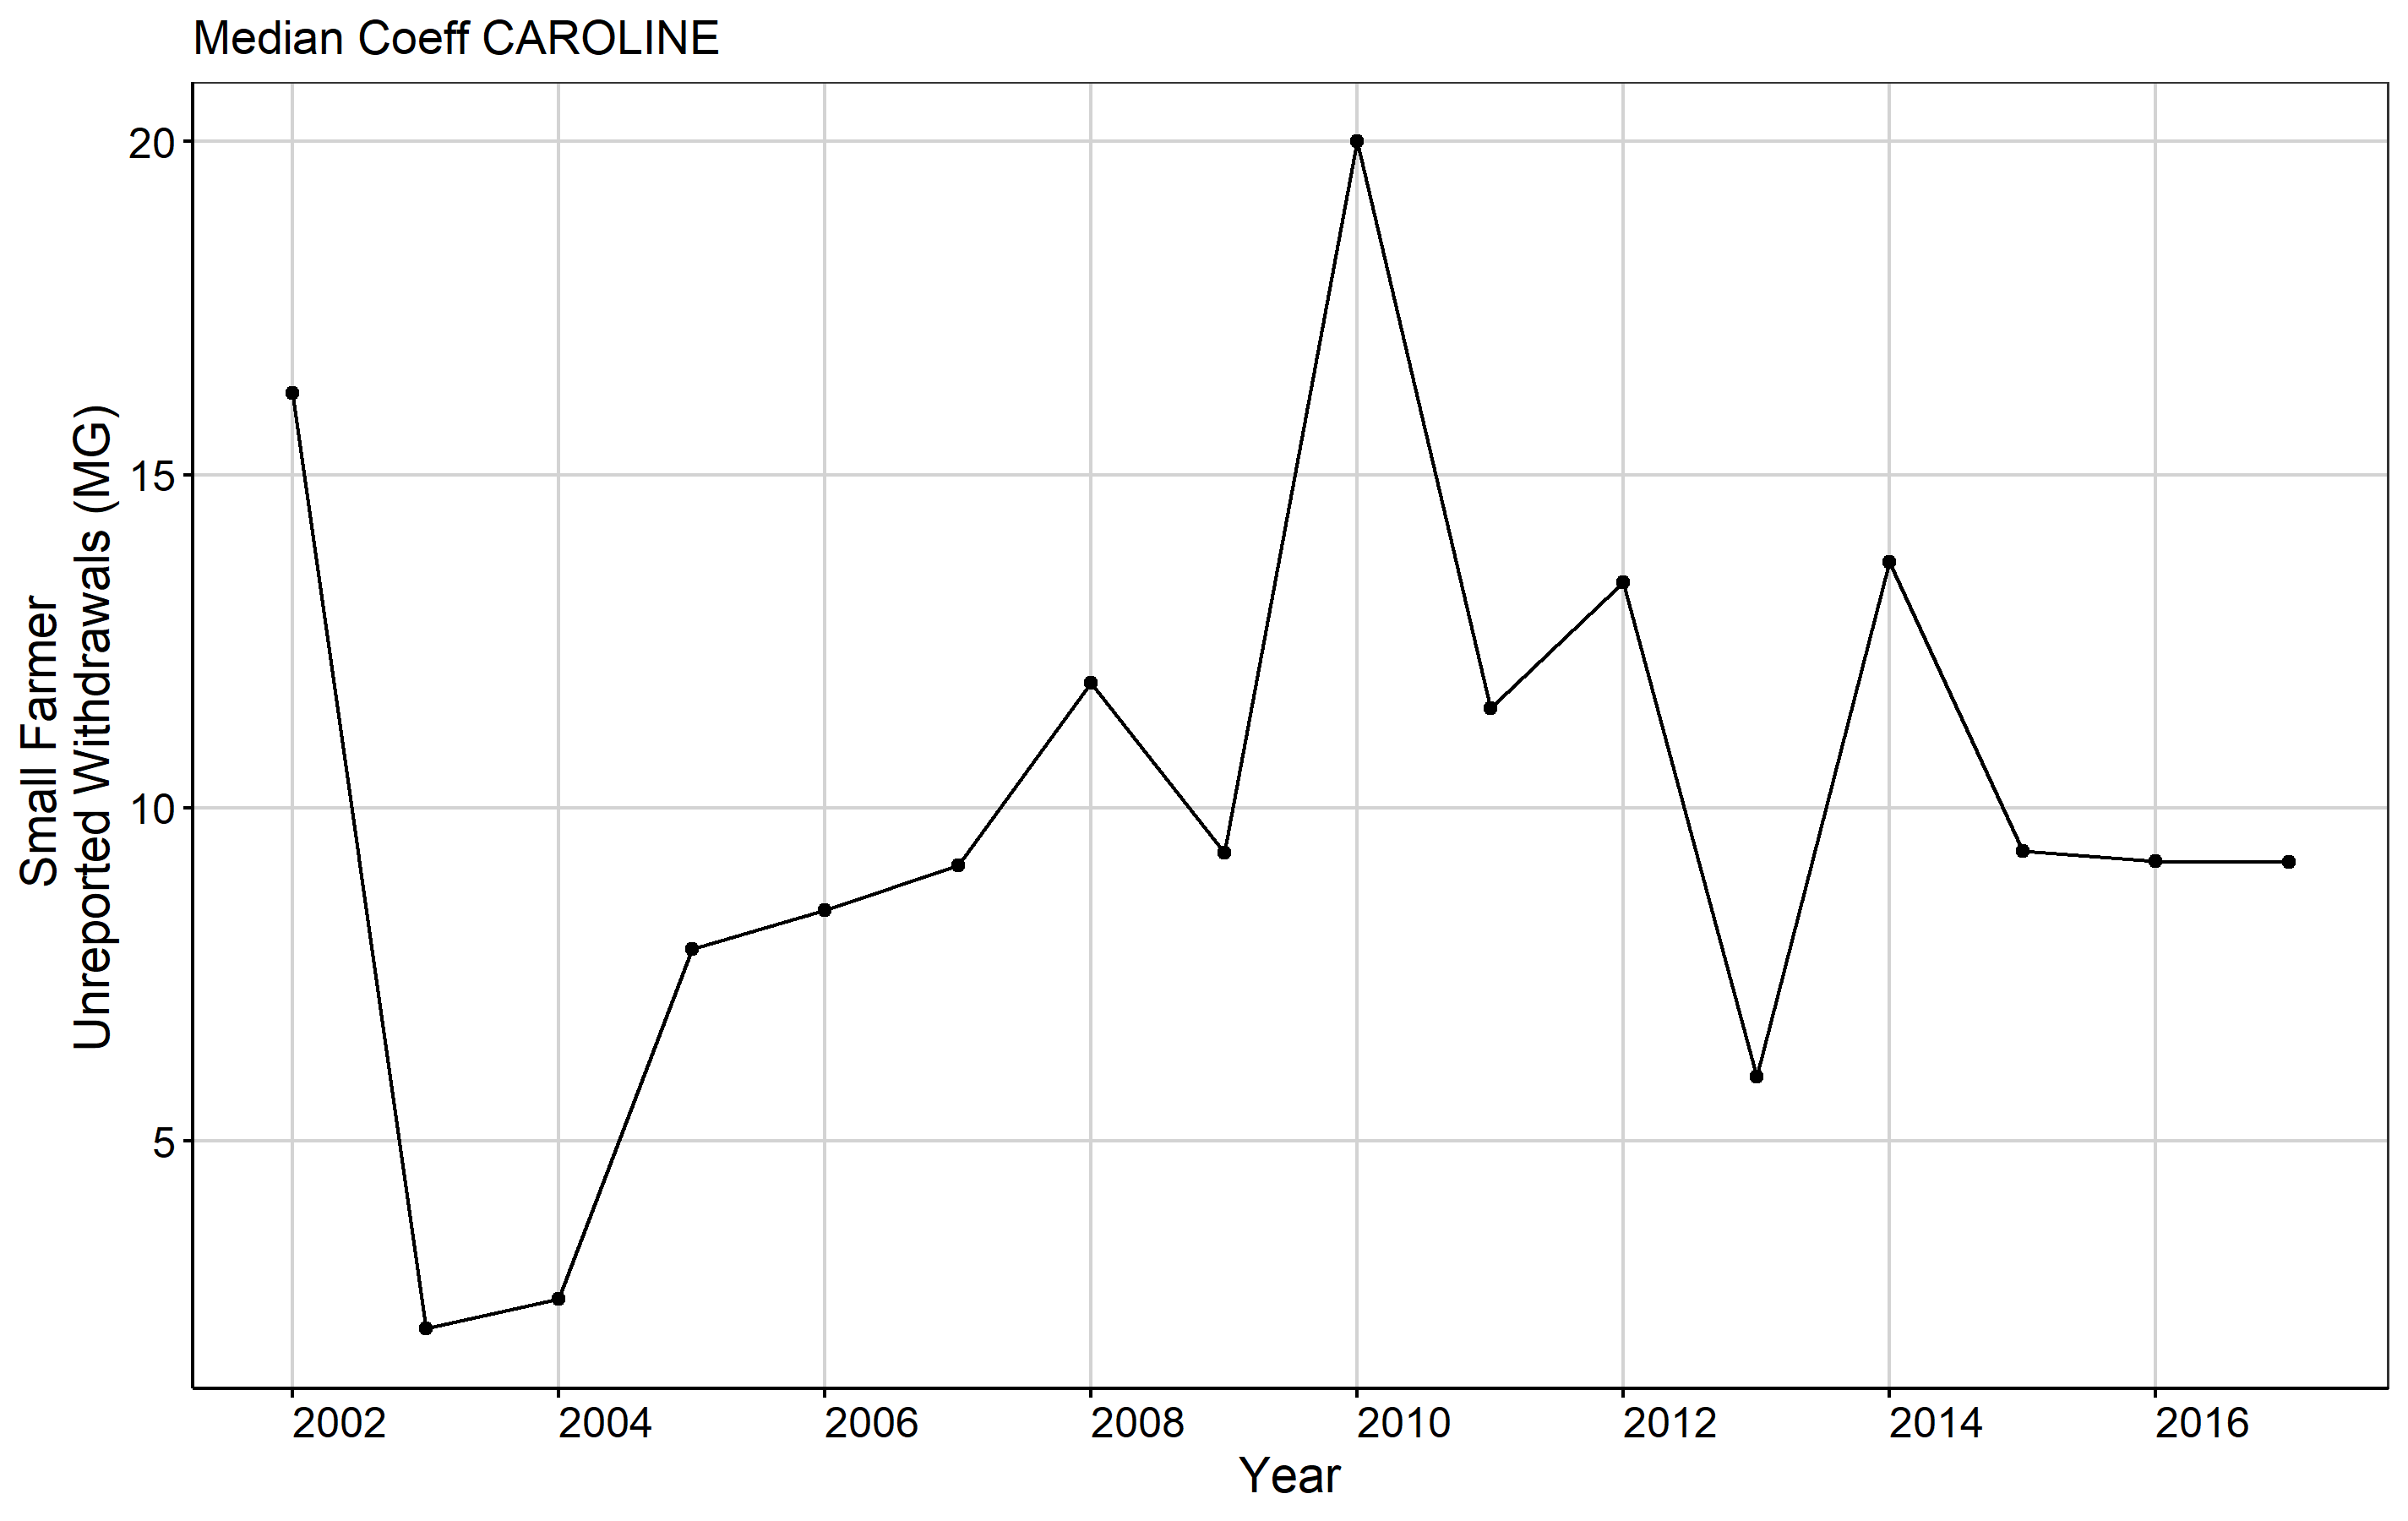 Median Coeff CAROLINE
Small Farmer
Unreported Withdrawals (MG)
20
15
10
5
2002 2004 2006 2008 2010 2012 2014 2016
Year